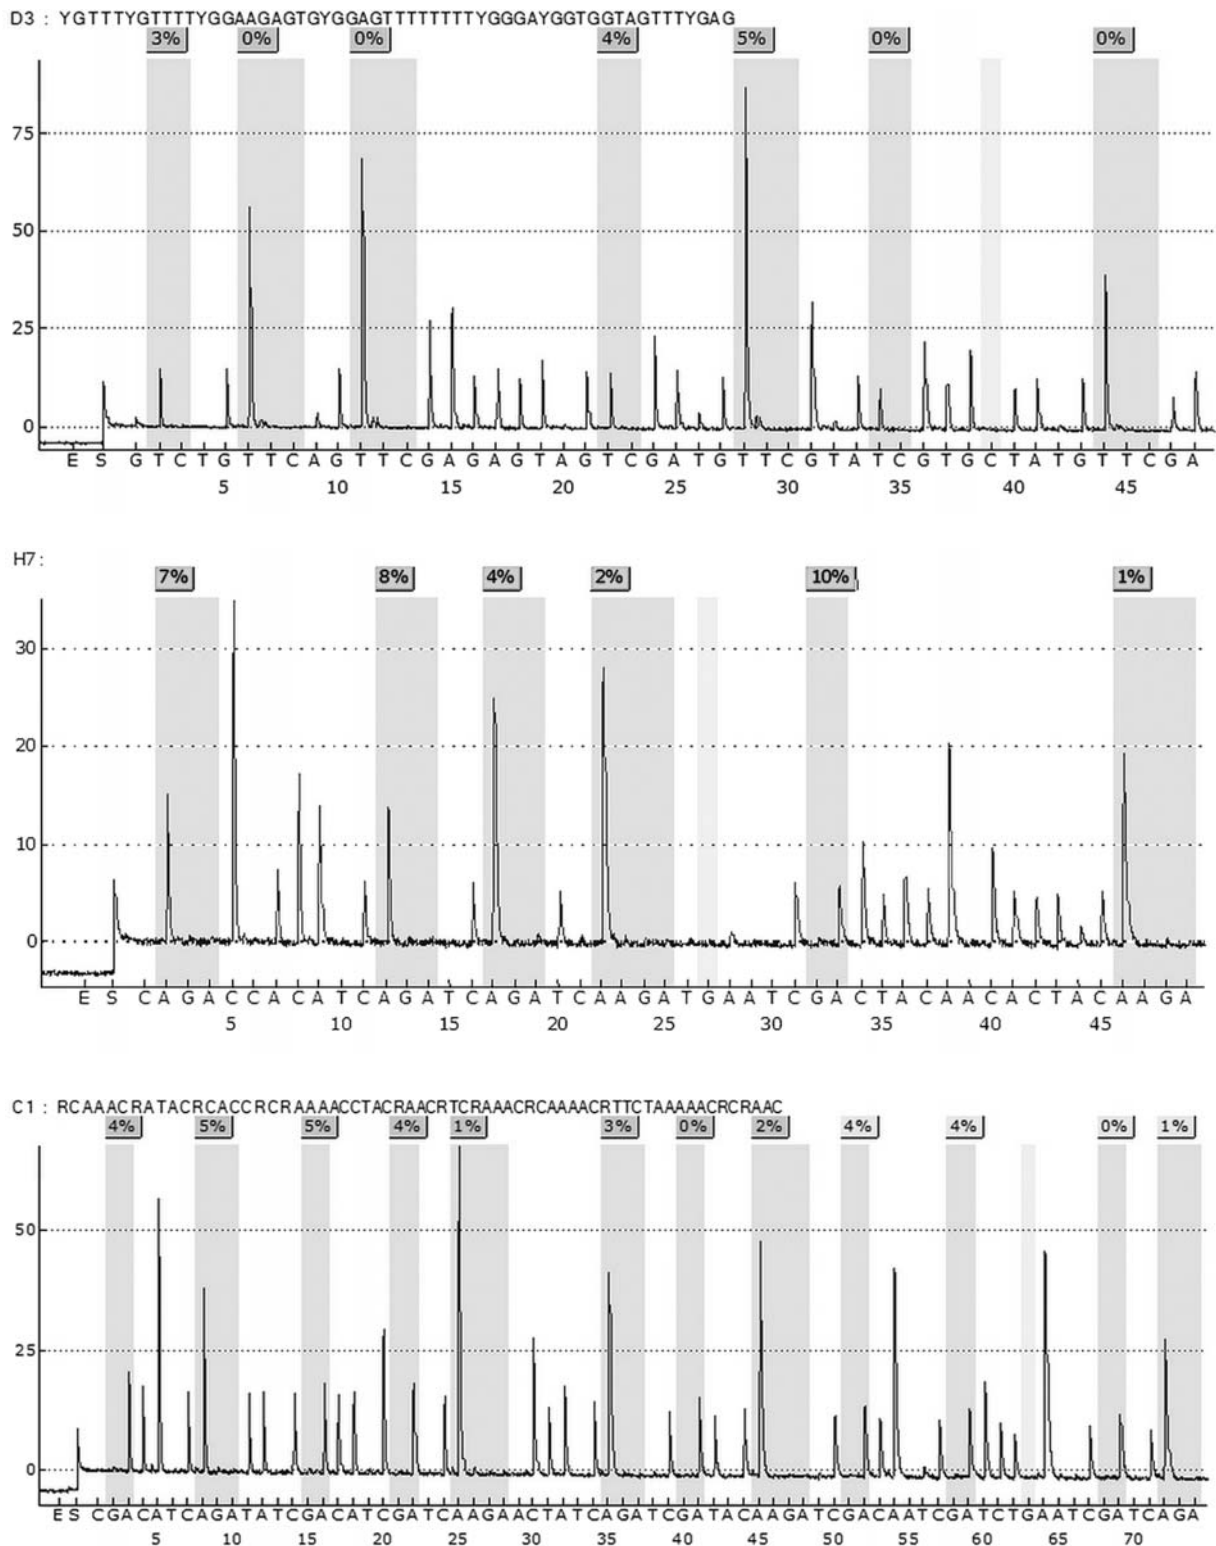 D3 : YGTTTYGTTTTYGGAAGAGTGYGGAGTTTTTTTTYGGGAYGGTGGTAGTTTYGAG
3% 0% 0% 4% 5% 0% 0%
75
50
25
0
E S G T C T G T T C A G T T C G A G A G T A G T C G A T G T T C G T A T C G T G C T A T G T T C G A
5 10 15 20 25 30 35 40 45
H7 :
7% 8% 4% 2% 10% 1%
30
20
10
0
E S C A G A C C A C A T C A G A T C A G A T C A A G A T G A A T C G A C T A C A A C A C T A C A A G A
5 10 15 20 25 30 35 40 45
C1 : RCAAACRATACRCACCRCRAAAACCTACRAACRTCRAAACRCAAAACRTTCTAAAAACRCRAAC
4% 5% 5% 4% 1% 3% 0% 2% 4% 4% 0% 1%
50
25
0
E S C G A C A T C A G A T A T C G A C A T C G A T C A A G A A C T A T C A G A T C G A T A C A A G A T C G A C A A T C G A T C T G A A T C G A T C A G A
5 10 15 20 25 30 35 40 45 50 55 60 65 70